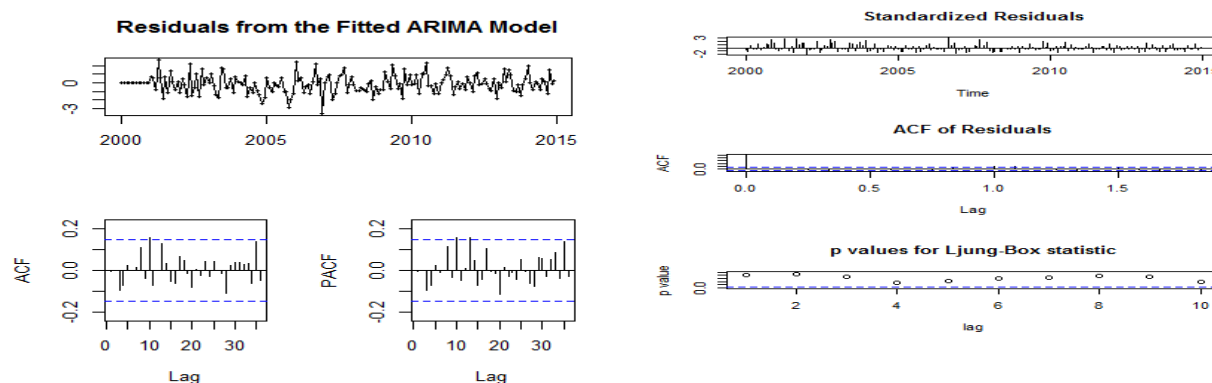 Residuals from the Fitted ARIMA Model
0
-3
2000 2005 2010 2015
ACF
0.2
0.0
-0.2
0 10 20 30
Lag
PACF
0.2
0.0
-0.2
0 10 20 30
Lag
Standardized Residuals
-2 3
2000 2005 2010 201
Time
ACF of Residuals
ACF
0.0
0.0 0.5 1.0 1.5
Lag
p values for Ljung-Box statistic
p value
0.0
2 4 6 8 10
lag